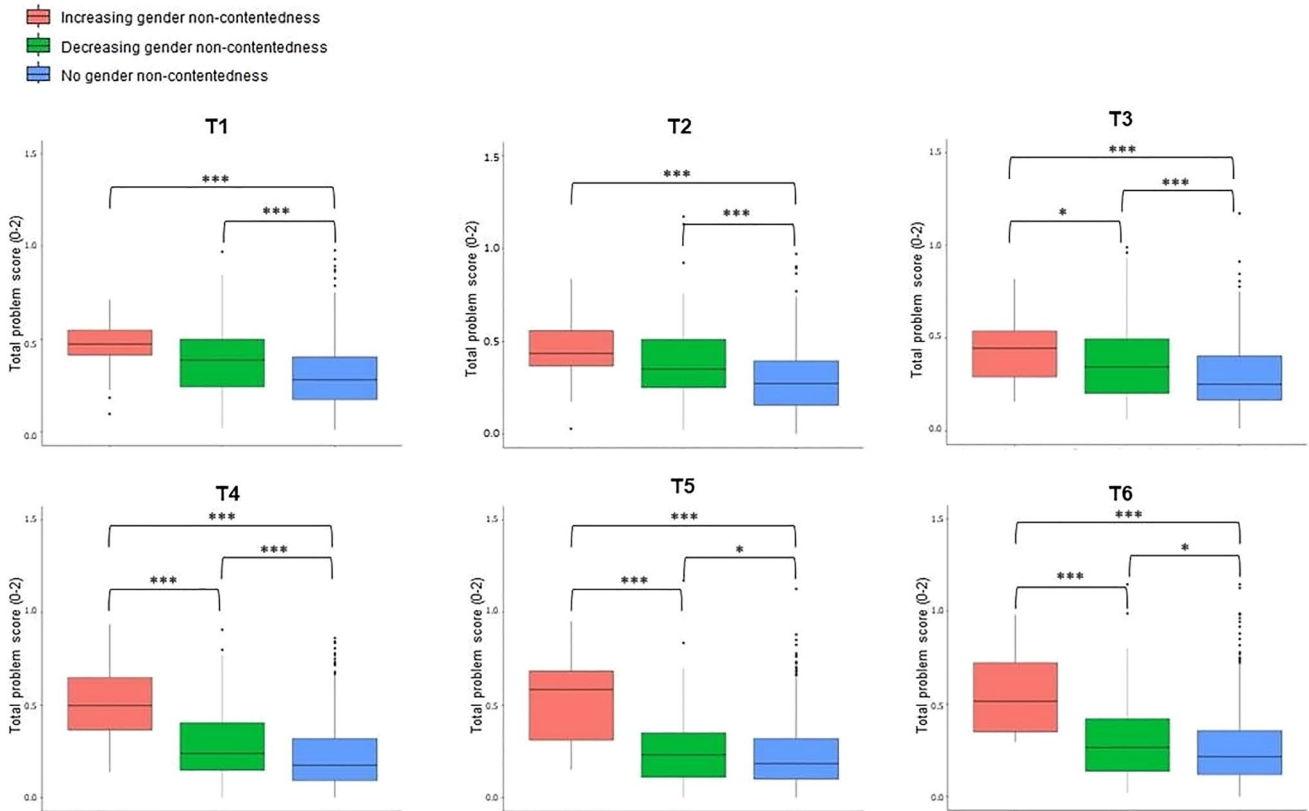 Increasing gender non-contentedness
Decreasing gender non-contentedness
No gender non-contentedness
T1
Total problem score (0-2)
1.5
1.0
0.5
0.0
***
***
T2
Total problem score (0-2)
1.5
1.0
0.5
0.0
***
***
T3
Total problem score (0-2)
1.5
1.0
0.5
0.0
***
***
*
T4
Total problem score (0-2)
1.5
1.0
0.5
0.0
***
***
***
T5
Total problem score (0-2)
1.5
1.0
0.5
0.0
***
*
***
T6
Total problem score (0-2)
1.5
1.0
0.5
0.0
***
*
***